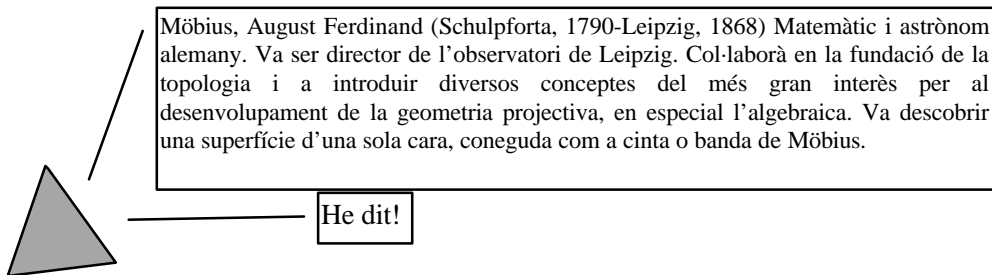 Möbius, August Ferdinand (Schulpforta, 1790-Leipzig, 1868) Matemàtic i astrònom
alemany. Va ser director de l’observatori de Leipzig. Col·laborà en la fundació de la
topologia i a introduir diversos conceptes del més gran interès per al
desenvolupament de la geometria projectiva, en especial l’algebraica. Va descobrir
una superfície d’una sola cara, coneguda com a cinta o banda de Möbius.
He dit!